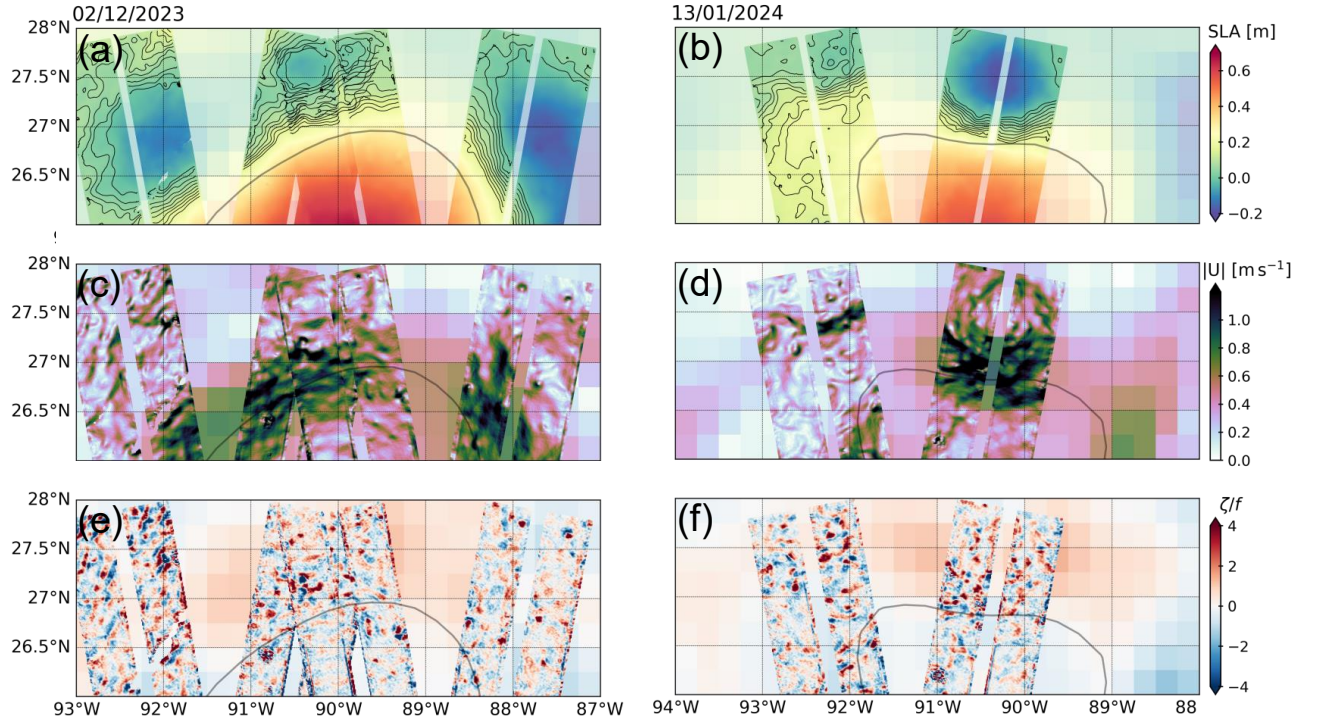 02/12/2023
13/01/2024
28°N
(a)
(b)
SLA [m]
27.5°N
0.6
0.4
27°N
0.2
0.0
26.5°N
−0.2
28°N
(c)
(d)
|U| [m s⁻¹]
27.5°N
1.0
27°N
0.8
0.6
0.4
26.5°N
0.2
0.0
28°N
(e)
(f)
ζ/f
4
27.5°N
2
27°N
0
−2
26.5°N
−4
93°W 92°W 91°W 90°W 89°W 88°W 87°W
94°W 93°W 92°W 91°W 90°W 89°W 88